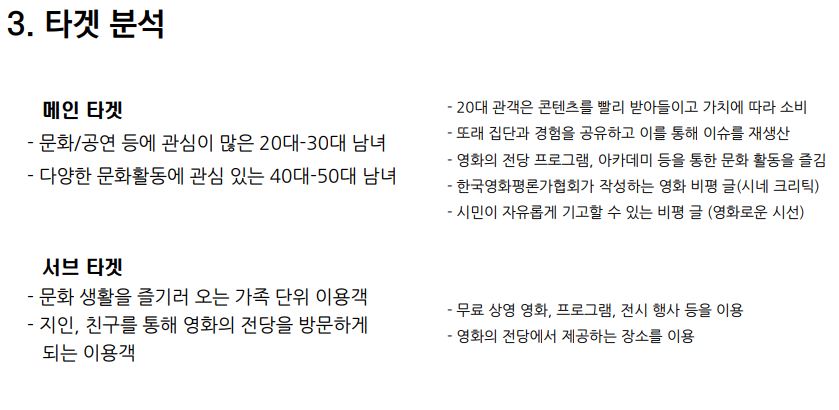 3. 타겟 분석
메인 타겟
- 문화/공연 등에 관심이 많은 20대-30대 남녀
- 다양한 문화활동에 관심 있는 40대-50대 남녀
- 20대 관객은 콘텐츠를 빨리 받아들이고 가치에 따라 소비
- 또래 집단과 경험을 공유하고 이를 통해 이슈를 재생산
- 영화의 전당 프로그램, 아카데미 등을 통한 문화 활동을 즐김
- 한국영화평론가협회가 작성하는 영화 비평 글(시네 크리틱)
- 시민이 자유롭게 기고할 수 있는 비평 글 (영화로운 시선)
서브 타겟
- 문화 생활을 즐기러 오는 가족 단위 이용객
- 지인, 친구를 통해 영화의 전당을 방문하게
되는 이용객
- 무료 상영 영화, 프로그램, 전시 행사 등을 이용
- 영화의 전당에서 제공하는 장소를 이용